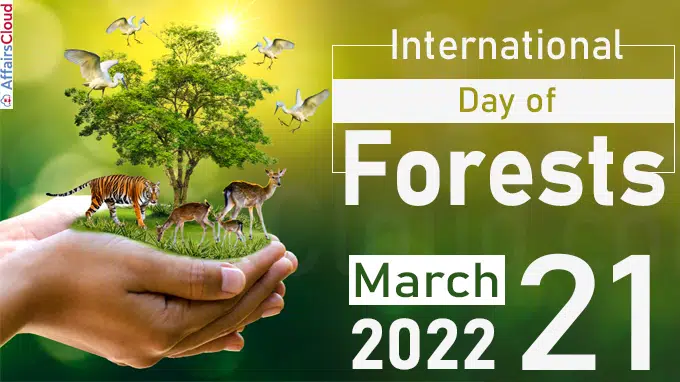 AffairsCloud
International
Day of
Forests
March 21
2022